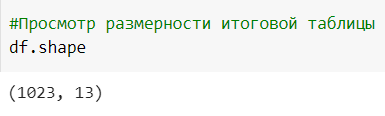 #Просмотр размерности итоговой таблицы
df.shape
(1023, 13)